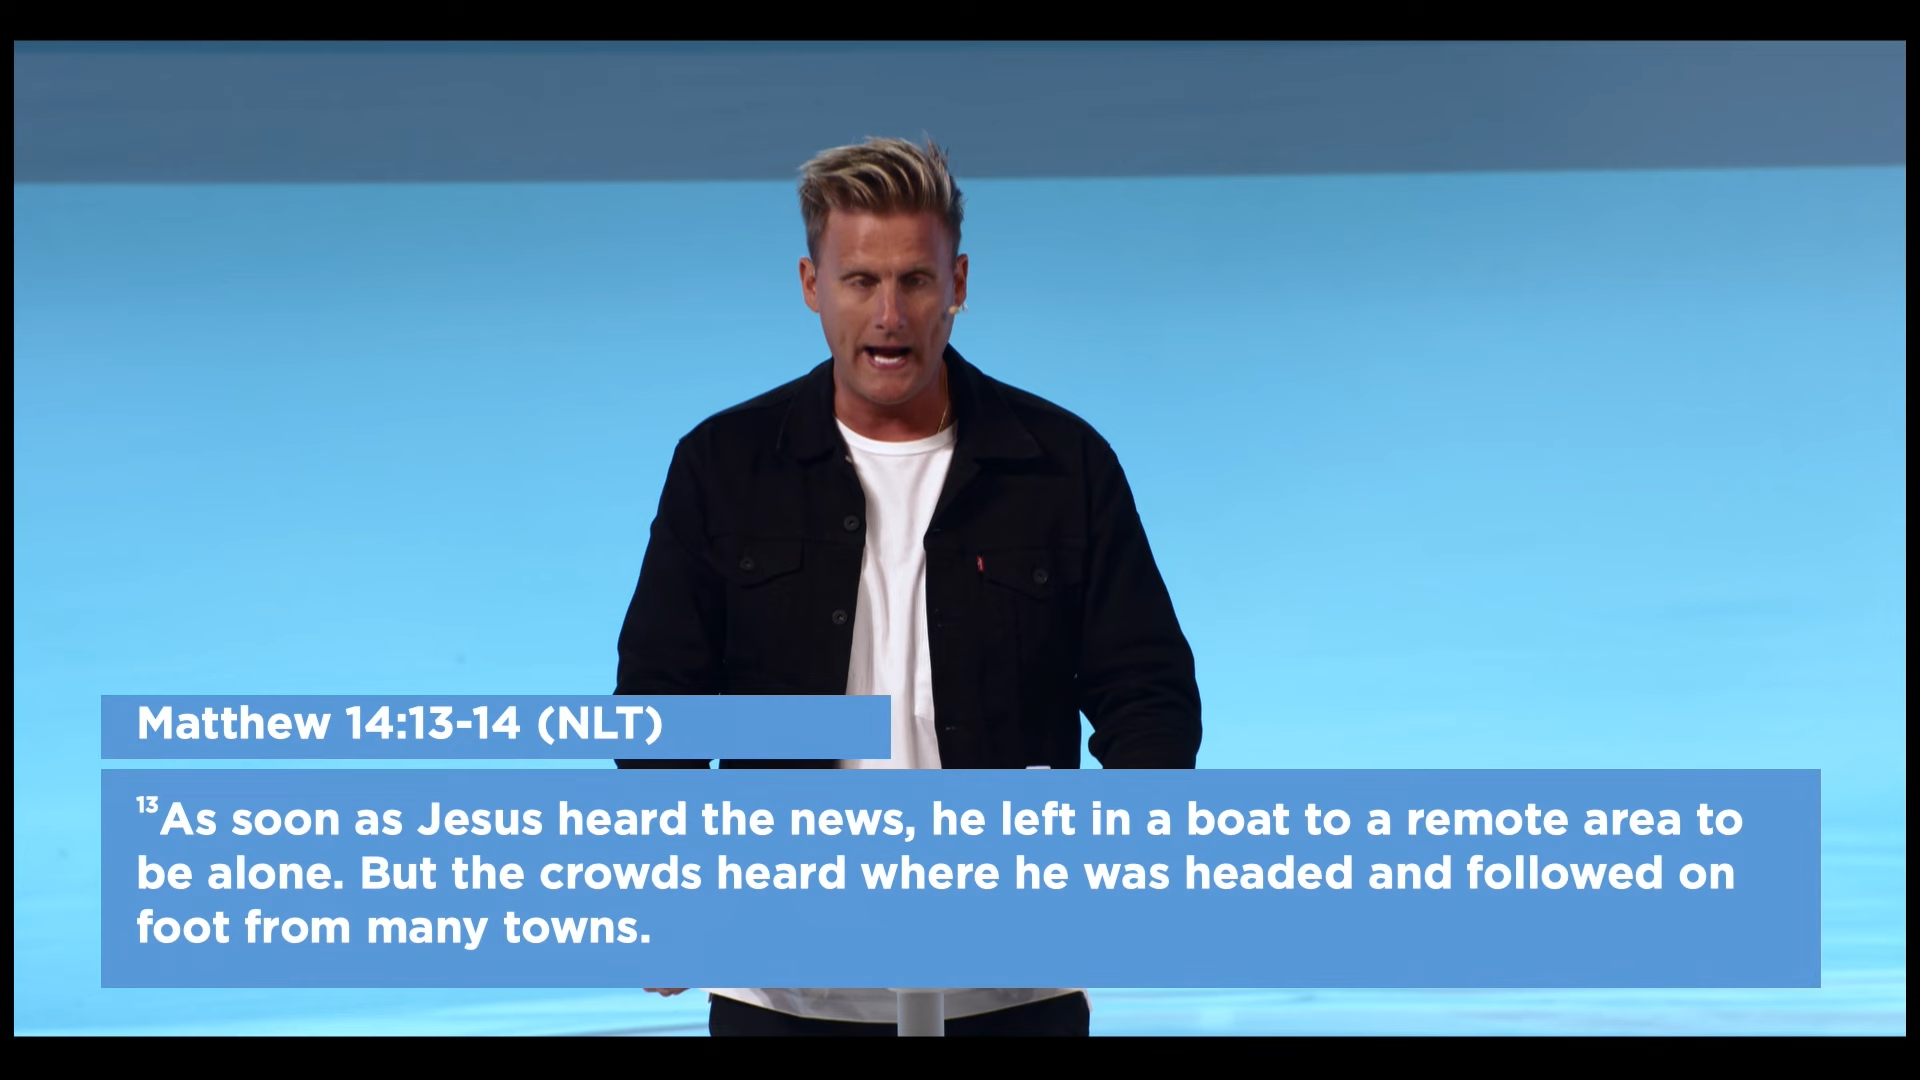 Matthew 14:13-14 (NLT)
13As soon as Jesus heard the news, he left in a boat to a remote area to
be alone. But the crowds heard where he was headed and followed on
foot from many towns.